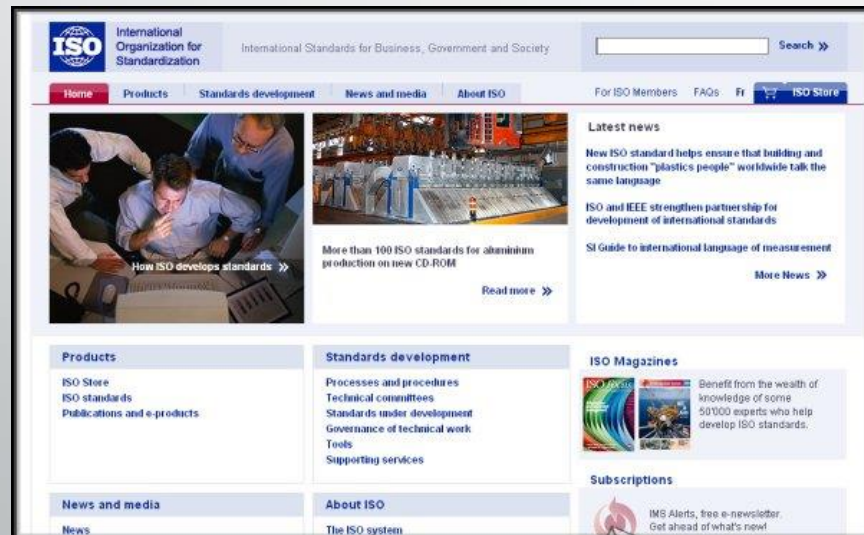 ISO
International
Organization for
Standardization
International Standards for Business, Government and Society
Search »
Home
Products
Standards development
News and media
About ISO
For ISO Members
FAQs
Fr
ISO Store
How ISO develops standards »
More than 100 ISO standards for aluminium
production on new CD-ROM
Read more »
Latest news
New ISO standard helps ensure that building and
construction "plastics people" worldwide talk the
same language
ISO and IEEE strengthen partnership for
development of international standards
SI Guide to international language of measurement
More News »
Products
ISO Store
ISO standards
Publications and e-products
Standards development
Processes and procedures
Technical committees
Standards under development
Governance of technical work
Tools
Supporting services
ISO Magazines
ISO Focus
Benefit from the wealth of
knowledge of some
50'000 experts who help
develop ISO standards.
Subscriptions
IMS Alerts, free e-newsletter.
Get ahead of what's new!
News and media
News
About ISO
The ISO system